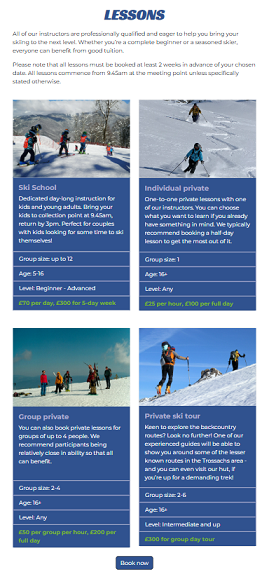 LESSONS
All of our instructors are professionally qualified and eager to help you bring your
skiing to the next level. Whether you're a complete beginner or a seasoned skier,
everyone can benefit from good tuition.
Please note that all lessons must be booked at least 2 weeks in advance of your chosen
date. All lessons commence from 9.45am at the meeting point unless specifically
stated otherwise.
Ski School
Dedicated day-long instruction for
kids and young adults. Bring your
kids to collection point at 9.45am,
return by 3pm. Perfect for couples
with kids looking for some time to ski
themselves!
Group size: up to 12
Age: 5-16
Level: Beginner - Advanced
£70 per day, £300 for 5-day week
Individual private
One-to-one private lessons with one
of our instructors. You can choose
what you want to learn if you already
have something in mind. We typically
recommend booking a half-day
lesson to get the most out of it.
Group size: 1
Age: 16+
Level: Any
£25 per hour, £100 per full day
Group private
You can also book private lessons for
groups of up to 4 people. We
recommend participants being
relatively close in ability so that all
can benefit.
Group size: 2-4
Age: 16+
Level: Any
£50 per group per hour, £200 per
full day
Private ski tour
Keen to explore the backcountry
routes? Look no further! One of our
experienced guides will be able to
show you around some of the lesser
known routes in the Trossachs area -
and you can even visit our hut, if
you're up for a demanding trek!
Group size: 2-6
Age: 16+
Level: Intermediate and up
£300 for group day tour
Book now